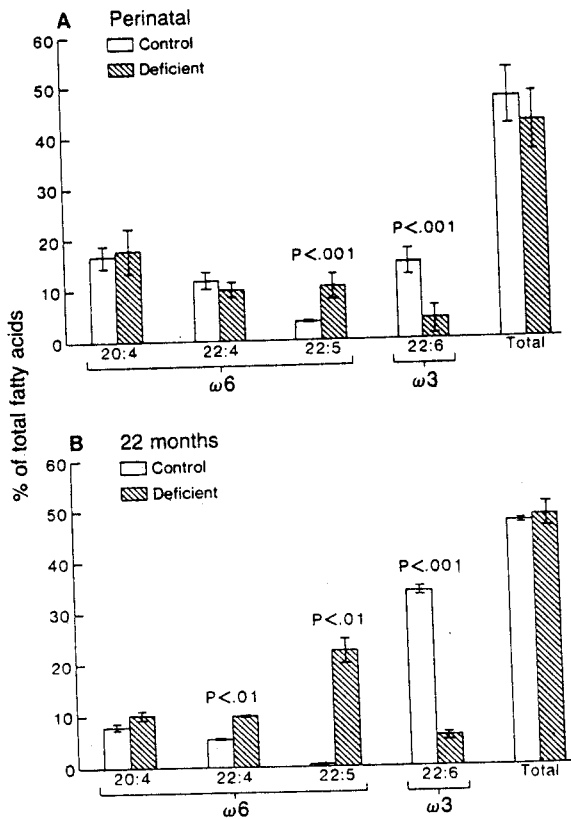 A Perinatal
Control
Deficient
60
50
40
30
20
10
0
P<.001
P<.001
20:4 22:4 22:5 22:6 Total
ω6 ω3
% of total fatty acids
B 22 months
Control
Deficient
60
50
40
30
20
10
0
P<.01
P<.01
P<.001
20:4 22:4 22:5 22:6 Total
ω6 ω3